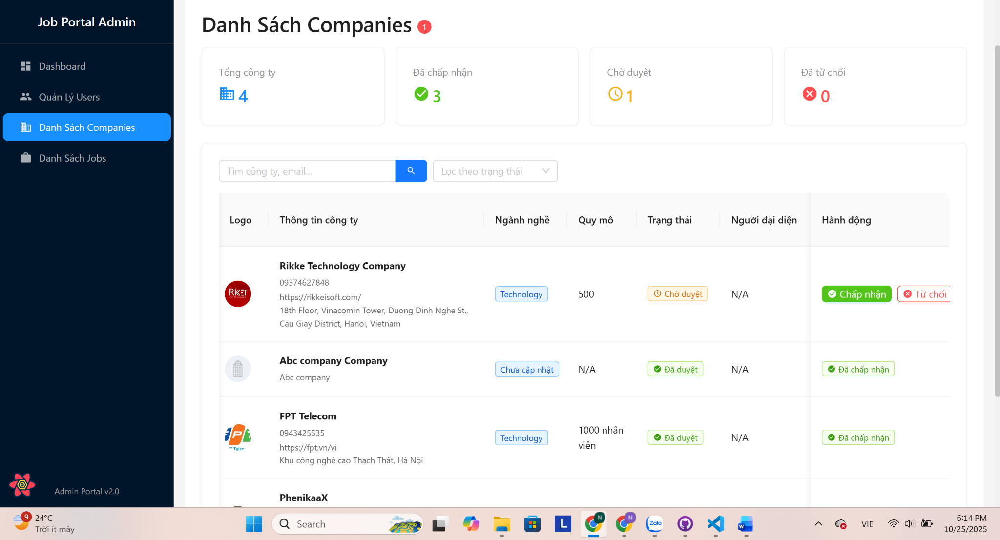 Job Portal Admin
Dashboard
Quản Lý Users
Danh Sách Companies
Danh Sách Jobs
Admin Portal v2.0
Danh Sách Companies 1
Tổng công ty
4
Đã chấp nhận
3
Chờ duyệt
1
Đã từ chối
0
Tìm công ty, email...
Lọc theo trạng thái
Logo Thông tin công ty Ngành nghề Quy mô Trạng thái Người đại diện Hành động
RKEI
Rikke Technology Company
09374627848
https://rikkeisoft.com/
18th Floor, Vinacomin Tower, Duong Dinh Nghe St.,
Cau Giay District, Hanoi, Vietnam
Technology
500
Chờ duyệt
N/A
Chấp nhận
Từ chối
Abc company Company
Abc company
Chưa cập nhật
N/A
Đã duyệt
N/A
Đã chấp nhận
FPT Telecom
0943425535
https://fpt.vn/vi
Khu công nghệ cao Thạch Thất, Hà Nội
Technology
1000 nhân
viên
Đã duyệt
N/A
Đã chấp nhận
PhenikaaX
9
24°C
Trời ít mây
Search
L
N
N
Zalo
W
VIE
6:14 PM
10/25/2025